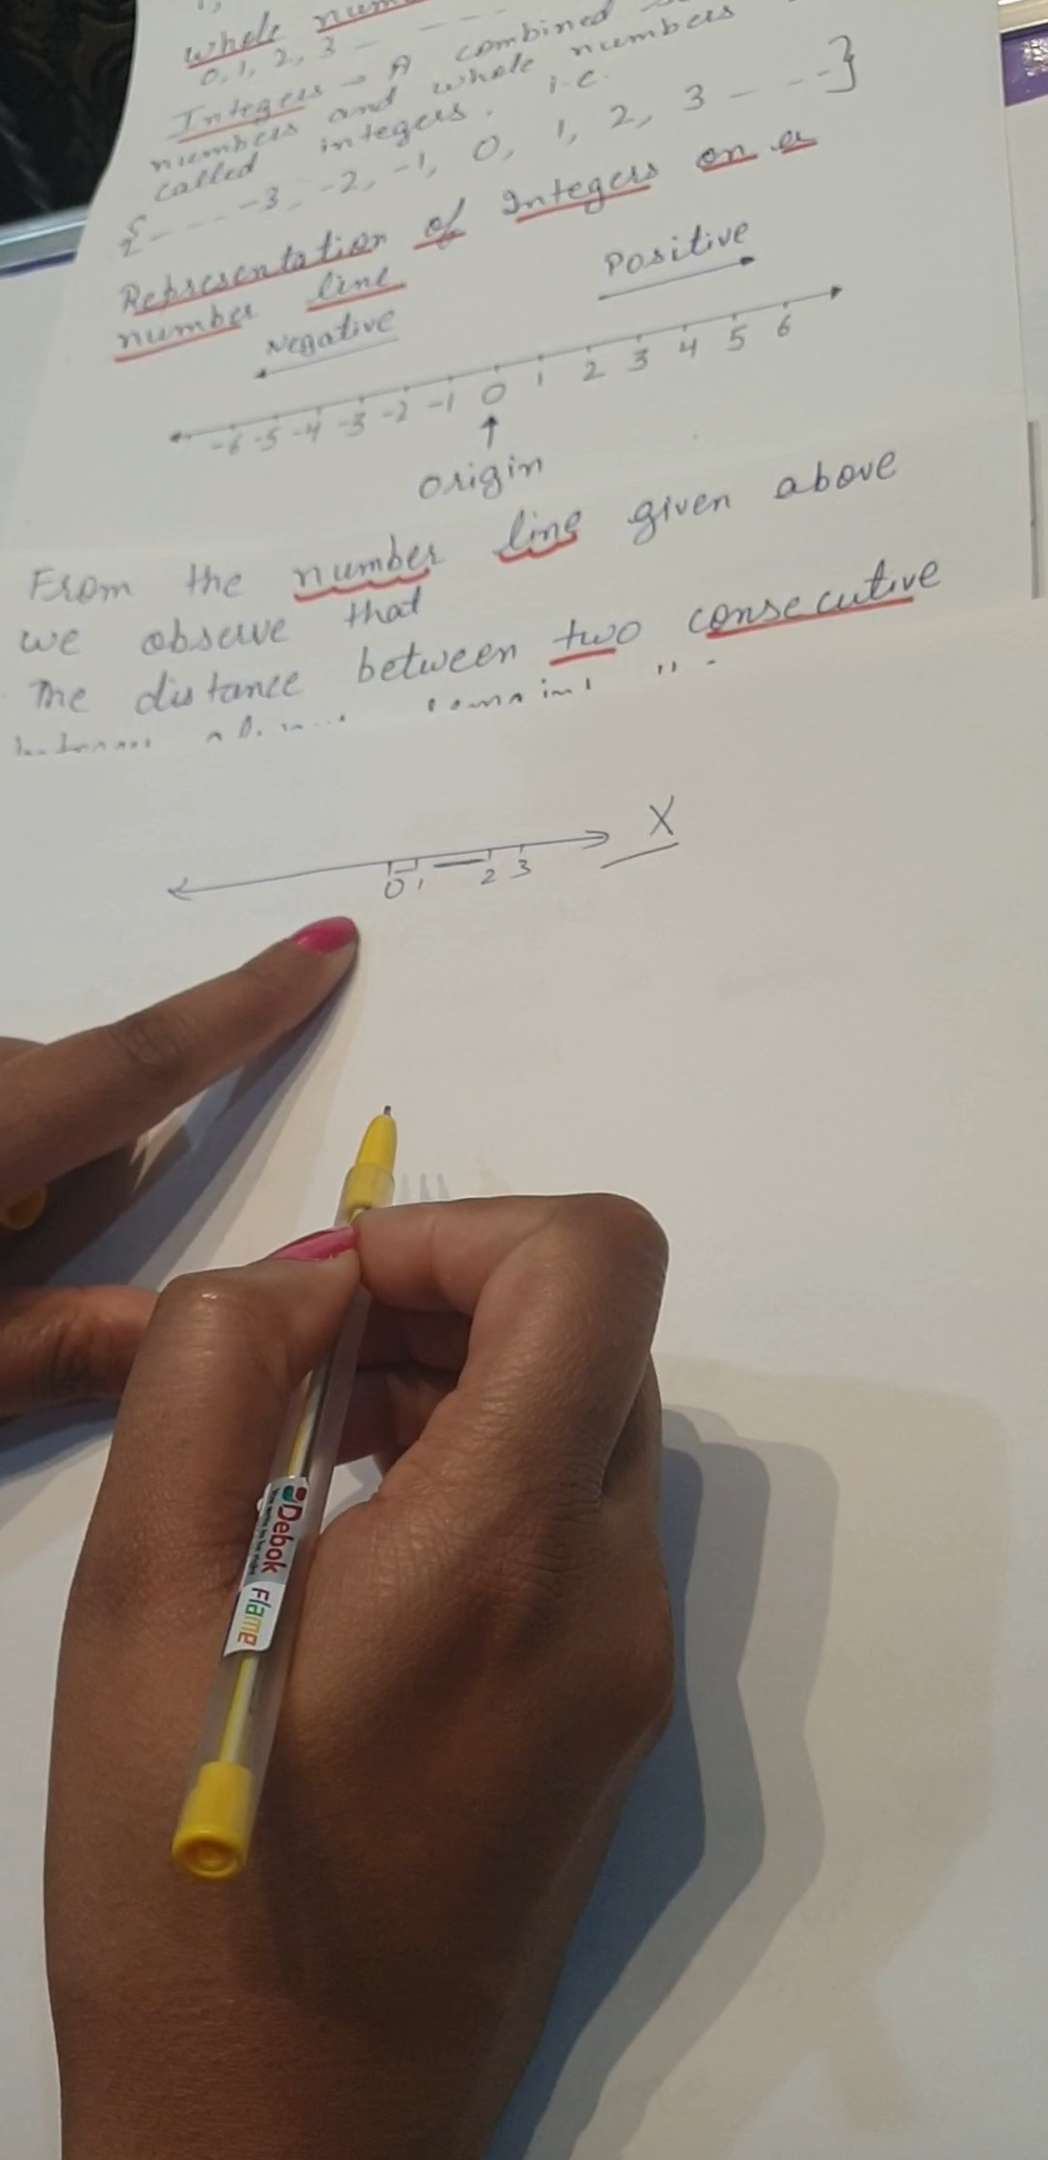 Whole
0, 1, 2, 3 - - - -
Integers → A combined
numbers and whole numbers
called integers. i.e.
{- - - - -3, -2, -1, 0, 1, 2, 3 - - - -}
Representation of Integers on a
number line
Negative Positive
-6 -5 -4 -3 -2 -1 0 1 2 3 4 5 6
origin
From the number line given above
we observe that
The distance between two consecutive
X
0 1 2 3
Debok Flame